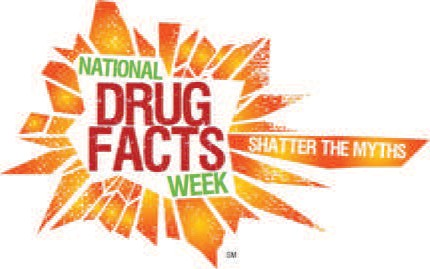 NATIONAL
DRUG
FACTS
WEEK
SHATTER THE MYTHS
SM